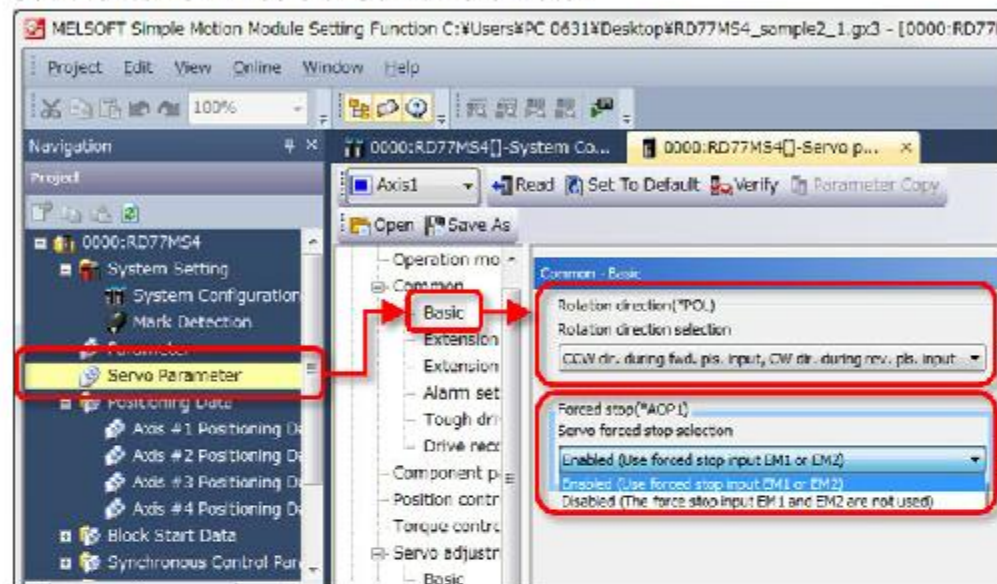 MELSOFT Simple Motion Module Setting Function C:¥Users¥PC 0631¥Desktop¥RD77MS4_sample2_1.gx3 - [0000:RD77
Project Edit View Online Window Help
100%
Navigation
0000:RD77MS4[]-System Co...
0000:RD77MS4[]-Servo p...
Project
Axis1
Read
Set To Default
Verify
Parameter Copy
Open
Save As
0000:RD77MS4
System Setting
System Configuration
Mark Detection
Parameter
Servo Parameter
Positioning Data
Axis #1 Positioning Da
Axis #2 Positioning Da
Axis #3 Positioning Da
Axis #4 Positioning Da
Block Start Data
Synchronous Control Par
Operation mo
Common
Basic
Extension
Extension
Alarm set
Tough dri
Drive reco
Component p
Position contr
Torque contro
Servo adjustr
Basic
Common - Basic
Rotation direction(*POL)
Rotation direction selection
CCW dir. during fwd. pls. input, CW dir. during rev. pls. input
Forced stop(*AOP1)
Servo forced stop selection
Enabled (Use forced stop input EM1 or EM2)
Enabled (Use forced stop input EM1 or EM2)
Disabled (The force stop input EM1 and EM2 are not used)